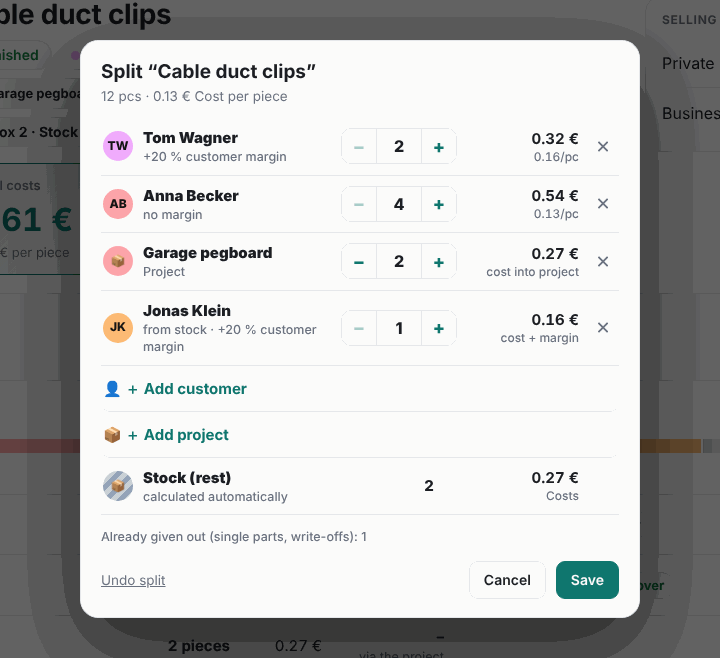 ble duct clips
SELLING
nished
Private
arage pegboa
Busines
ox 2 · Stock
l costs
61 €
€ per piece
Split “Cable duct clips”
12 pcs · 0.13 € Cost per piece
TW
Tom Wagner
+20 % customer margin
− 2 +
0.32 €
0.16/pc
×
AB
Anna Becker
no margin
− 4 +
0.54 €
0.13/pc
×
Garage pegboard
Project
− 2 +
0.27 €
cost into project
×
JK
Jonas Klein
from stock · +20 % customer
margin
− 1 +
0.16 €
cost + margin
×
+ Add customer
+ Add project
Stock (rest)
calculated automatically
2
0.27 €
Costs
Already given out (single parts, write-offs): 1
Undo split
Cancel
Save
over
2 pieces
0.27 €
–
via the project